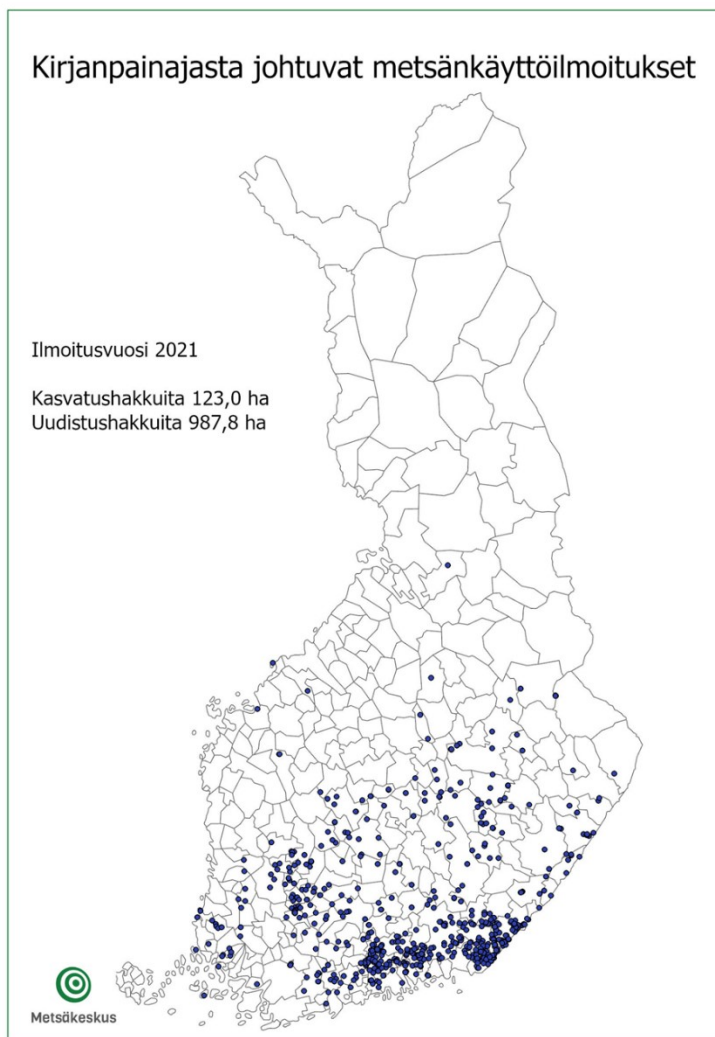 Kirjanpainajasta johtuvat metsänkäyttöilmoitukset
Ilmoitusvuosi 2021
Kasvatushakkuita 123,0 ha
Uudistushakkuita 987,8 ha
Metsäkeskus